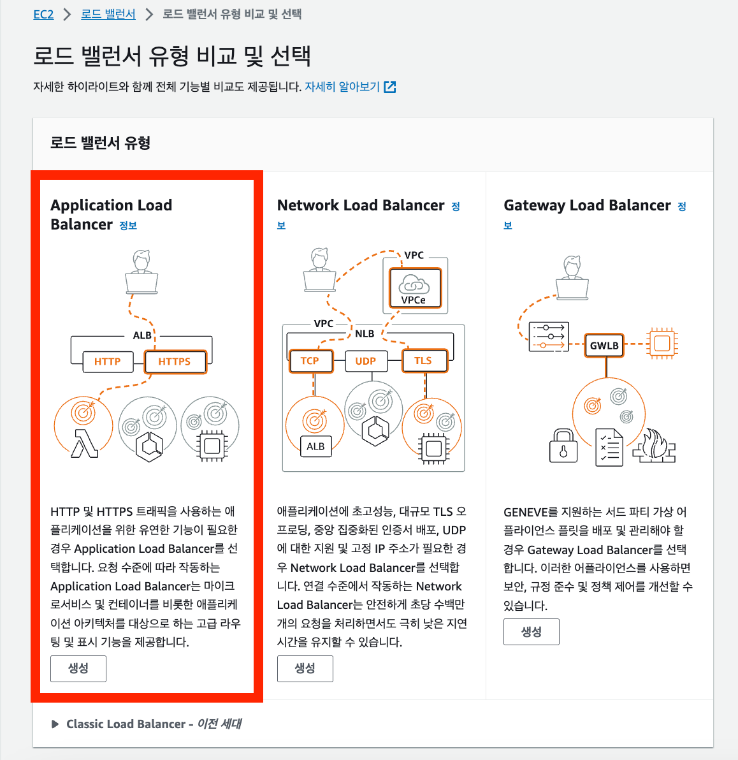 EC2 > 로드 밸런서 > 로드 밸런서 유형 비교 및 선택
로드 밸런서 유형 비교 및 선택
자세한 하이라이트와 함께 전체 기능별 비교도 제공됩니다. 자세히 알아보기
로드 밸런서 유형
Application Load
Balancer 정보
ALB
HTTP
HTTPS
HTTP 및 HTTPS 트래픽을 사용하는 애
플리케이션을 위한 유연한 기능이 필요한
경우 Application Load Balancer를 선
택합니다. 요청 수준에 따라 작동하는
Application Load Balancer는 마이크
로서비스 및 컨테이너를 비롯한 애플리케
이션 아키텍처를 대상으로 하는 고급 라우
팅 및 표시 기능을 제공합니다.
생성
Network Load Balancer 정
보
VPC
VPCe
VPC
NLB
TCP
UDP
TLS
ALB
애플리케이션에 초고성능, 대규모 TLS 오
프로딩, 중앙 집중화된 인증서 배포, UDP
에 대한 지원 및 고정 IP 주소가 필요한 경
우 Network Load Balancer를 선택합니
다. 연결 수준에서 작동하는 Network
Load Balancer는 안전하게 초당 수백만
개의 요청을 처리하면서도 극히 낮은 지연
시간을 유지할 수 있습니다.
생성
Gateway Load Balancer 정
보
GWLB
GENEVE를 지원하는 서드 파티 가상 어
플라이언스 플릿을 배포 및 관리해야 할
경우 Gateway Load Balancer를 선택
합니다. 이러한 어플라이언스를 사용하면
보안, 규정 준수 및 정책 제어를 개선할 수
있습니다.
생성
Classic Load Balancer - 이전 세대